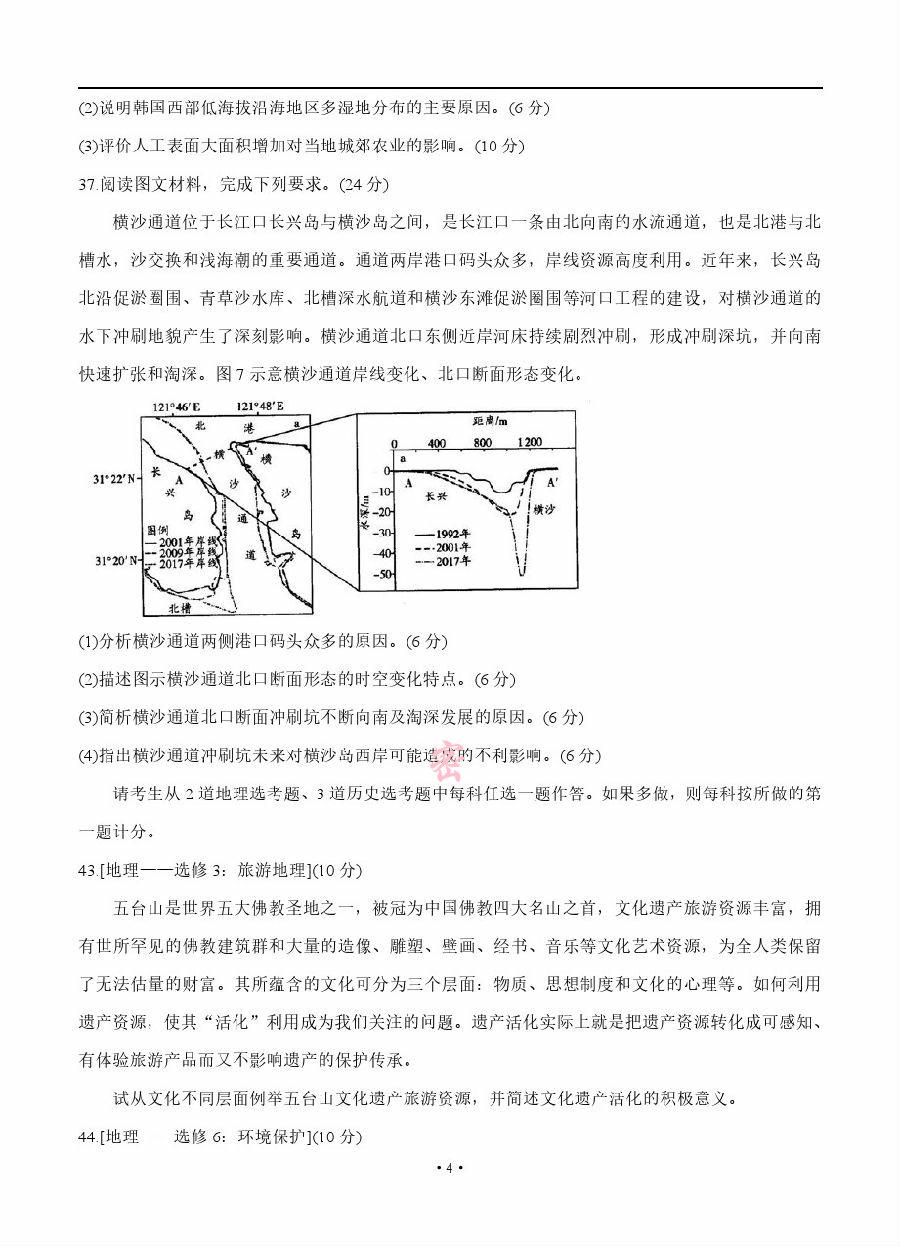 (2)说明韩国西部低海拔沿海地区多湿地分布的主要原因。(6 分)
(3)评价人工表面大面积增加对当地城郊农业的影响。(10 分)
37.阅读图文材料，完成下列要求。(24 分)
横沙通道位于长江口长兴岛与横沙岛之间，是长江口一条由北向南的水流通道，也是北港与北
槽水，沙交换和浅海潮的重要通道。通道两岸港口码头众多，岸线资源高度利用。近年来，长兴岛
北沿促淤圈围、青草沙水库、北槽深水航道和横沙东滩促淤圈围等河口工程的建设，对横沙通道的
水下冲刷地貌产生了深刻影响。横沙通道北口东侧近岸河床持续剧烈冲刷，形成冲刷深坑，并向南
快速扩张和淘深。图 7 示意横沙通道岸线变化、北口断面形态变化。
121°46′E 121°48′E
北 港 a
31°22′N
31°20′N
长 兴 岛
横 沙 通 道
横 沙 岛
A A′
图例
2001年岸线
2009年岸线
2017年岸线
北槽
距离/m
0 400 800 1200
a
水深/m
0
-10
-20
-30
-40
-50
A A′
长兴 横沙
1992年
2001年
2017年
(1)分析横沙通道两侧港口码头众多的原因。(6 分)
(2)描述图示横沙通道北口断面形态的时空变化特点。(6 分)
(3)简析横沙通道北口断面冲刷坑不断向南及淘深发展的原因。(6 分)
(4)指出横沙通道冲刷坑未来对横沙岛西岸可能造成的不利影响。(6 分)
密
请考生从 2 道地理选考题、3 道历史选考题中每科任选一题作答。如果多做，则每科按所做的第
一题计分。
43.[地理——选修 3：旅游地理](10 分)
五台山是世界五大佛教圣地之一，被冠为中国佛教四大名山之首，文化遗产旅游资源丰富，拥
有世所罕见的佛教建筑群和大量的造像、雕塑、壁画、经书、音乐等文化艺术资源，为全人类保留
了无法估量的财富。其所蕴含的文化可分为三个层面：物质、思想制度和文化的心理等。如何利用
遗产资源，使其“活化”利用成为我们关注的问题。遗产活化实际上就是把遗产资源转化成可感知、
有体验旅游产品而又不影响遗产的保护传承。
试从文化不同层面例举五台山文化遗产旅游资源，并简述文化遗产活化的积极意义。
44.[地理 选修 6：环境保护](10 分)
·4·